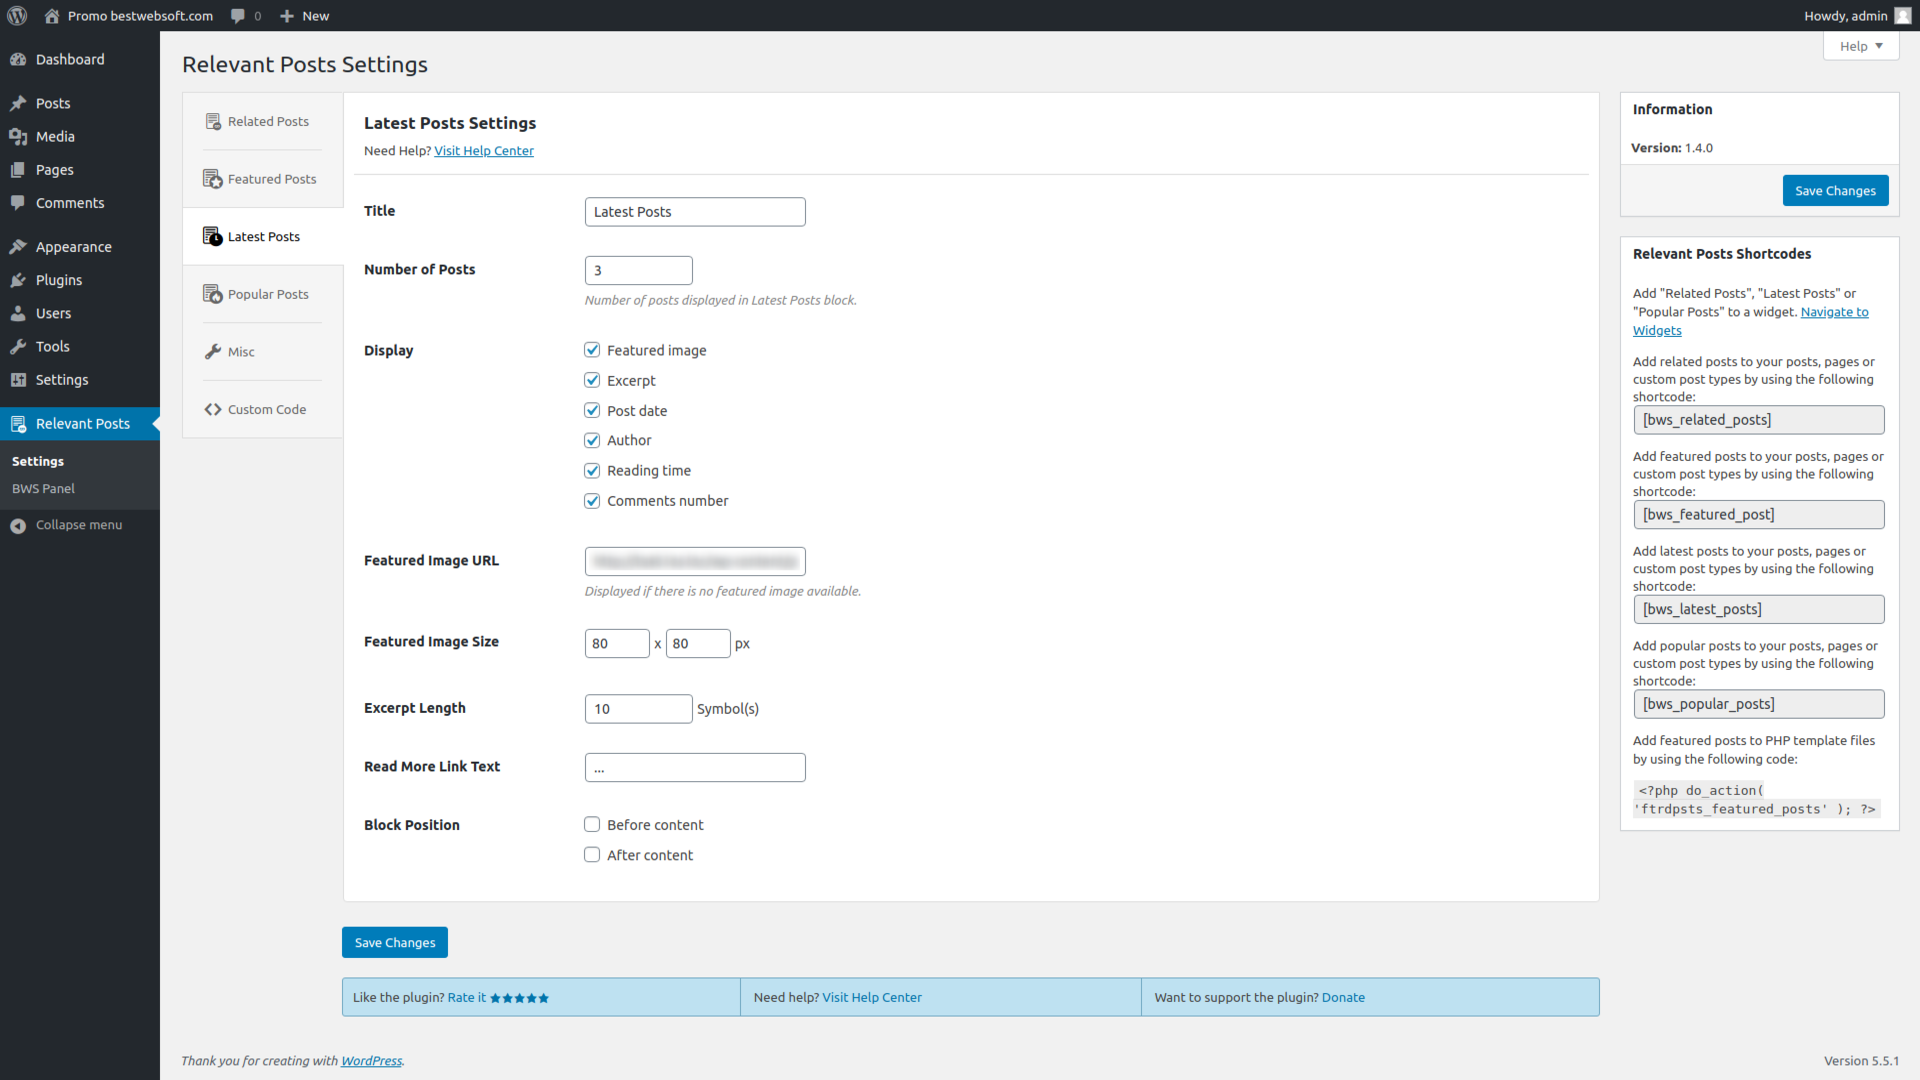 Promo bestwebsoft.com 0 New Howdy, admin
Help
Dashboard
Posts
Media
Pages
Comments
Appearance
Plugins
Users
Tools
Settings
Relevant Posts
Settings
BWS Panel
Collapse menu
Relevant Posts Settings
Related Posts
Featured Posts
Latest Posts
Popular Posts
Misc
Custom Code
Latest Posts Settings
Need Help? Visit Help Center
Title
Latest Posts
Number of Posts
3
Number of posts displayed in Latest Posts block.
Display
Featured image
Excerpt
Post date
Author
Reading time
Comments number
Featured Image URL
Displayed if there is no featured image available.
Featured Image Size
80 x 80 px
Excerpt Length
10 Symbol(s)
Read More Link Text
...
Block Position
Before content
After content
Save Changes
Like the plugin? Rate it
Need help? Visit Help Center
Want to support the plugin? Donate
Information
Version: 1.4.0
Save Changes
Relevant Posts Shortcodes
Add "Related Posts", "Latest Posts" or
"Popular Posts" to a widget. Navigate to
Widgets
Add related posts to your posts, pages or
custom post types by using the following
shortcode:
[bws_related_posts]
Add featured posts to your posts, pages or
custom post types by using the following
shortcode:
[bws_featured_post]
Add latest posts to your posts, pages or
custom post types by using the following
shortcode:
[bws_latest_posts]
Add popular posts to your posts, pages or
custom post types by using the following
shortcode:
[bws_popular_posts]
Add featured posts to PHP template files
by using the following code:
<?php do_action(
'ftrdpsts_featured_posts' ); ?>
Thank you for creating with WordPress.
Version 5.5.1